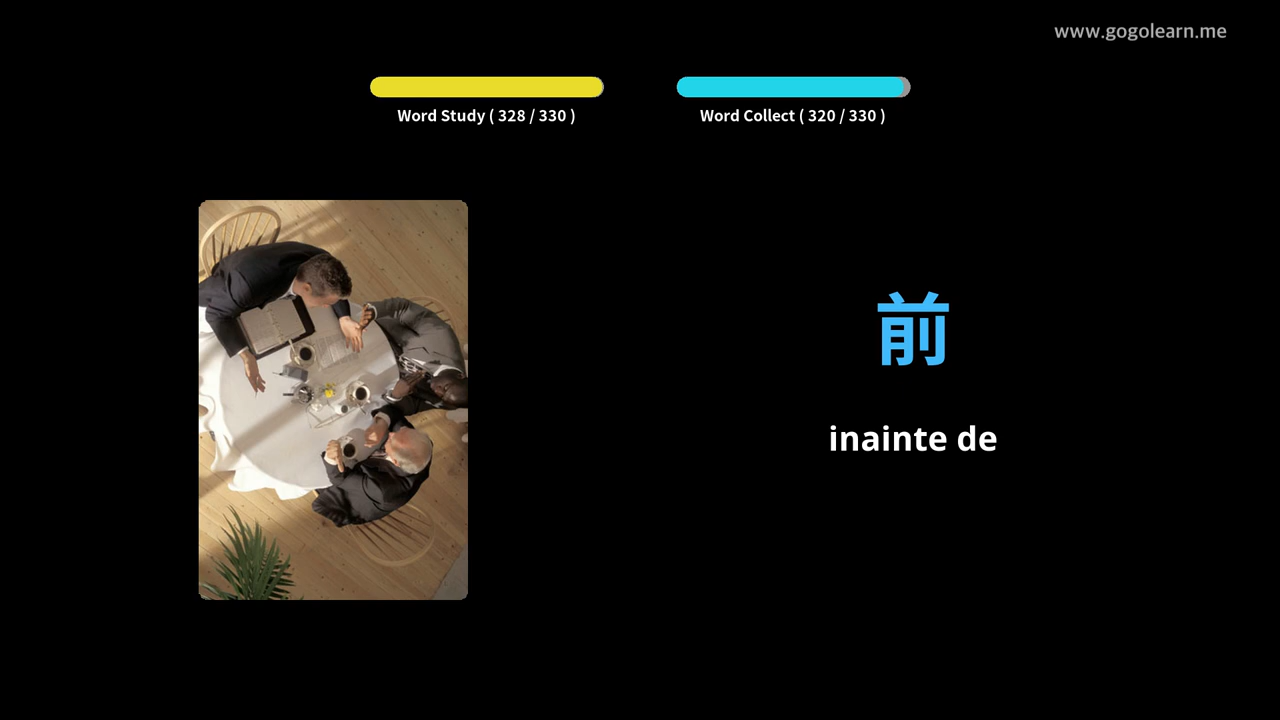 www.gogolearn.me
Word Study ( 328 / 330 )
Word Collect ( 320 / 330 )
前
inainte de